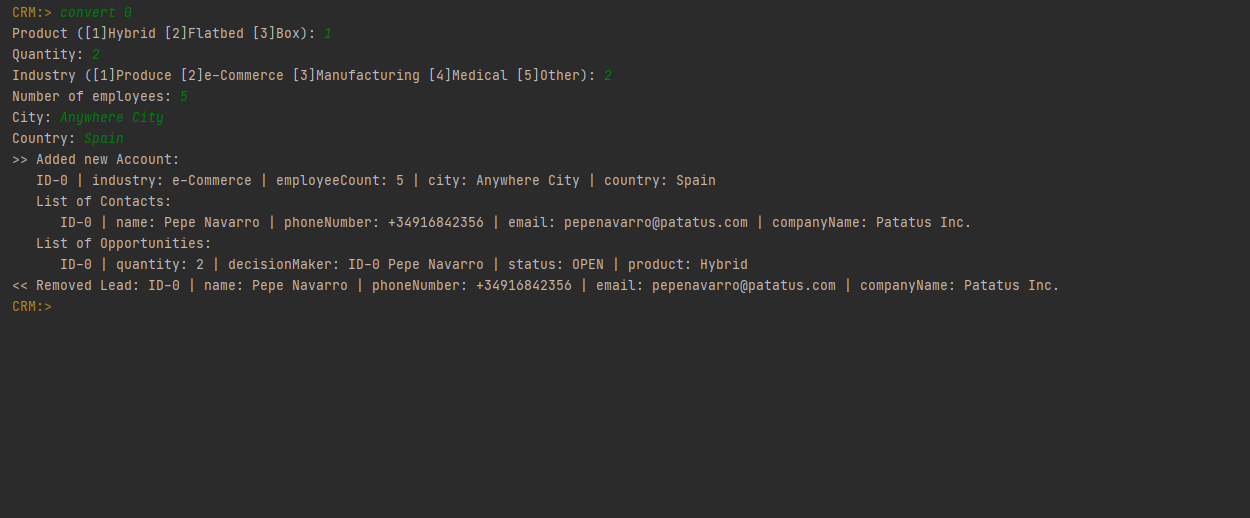 CRM:> convert 0
Product ([1]Hybrid [2]Flatbed [3]Box): 1
Quantity: 2
Industry ([1]Produce [2]e-Commerce [3]Manufacturing [4]Medical [5]Other): 2
Number of employees: 5
City: Anywhere City
Country: Spain
>> Added new Account:
   ID-0 | industry: e-Commerce | employeeCount: 5 | city: Anywhere City | country: Spain
   List of Contacts:
      ID-0 | name: Pepe Navarro | phoneNumber: +34916842356 | email: pepenavarro@patatus.com | companyName: Patatus Inc.
   List of Opportunities:
      ID-0 | quantity: 2 | decisionMaker: ID-0 Pepe Navarro | status: OPEN | product: Hybrid
<< Removed Lead: ID-0 | name: Pepe Navarro | phoneNumber: +34916842356 | email: pepenavarro@patatus.com | companyName: Patatus Inc.
CRM:>